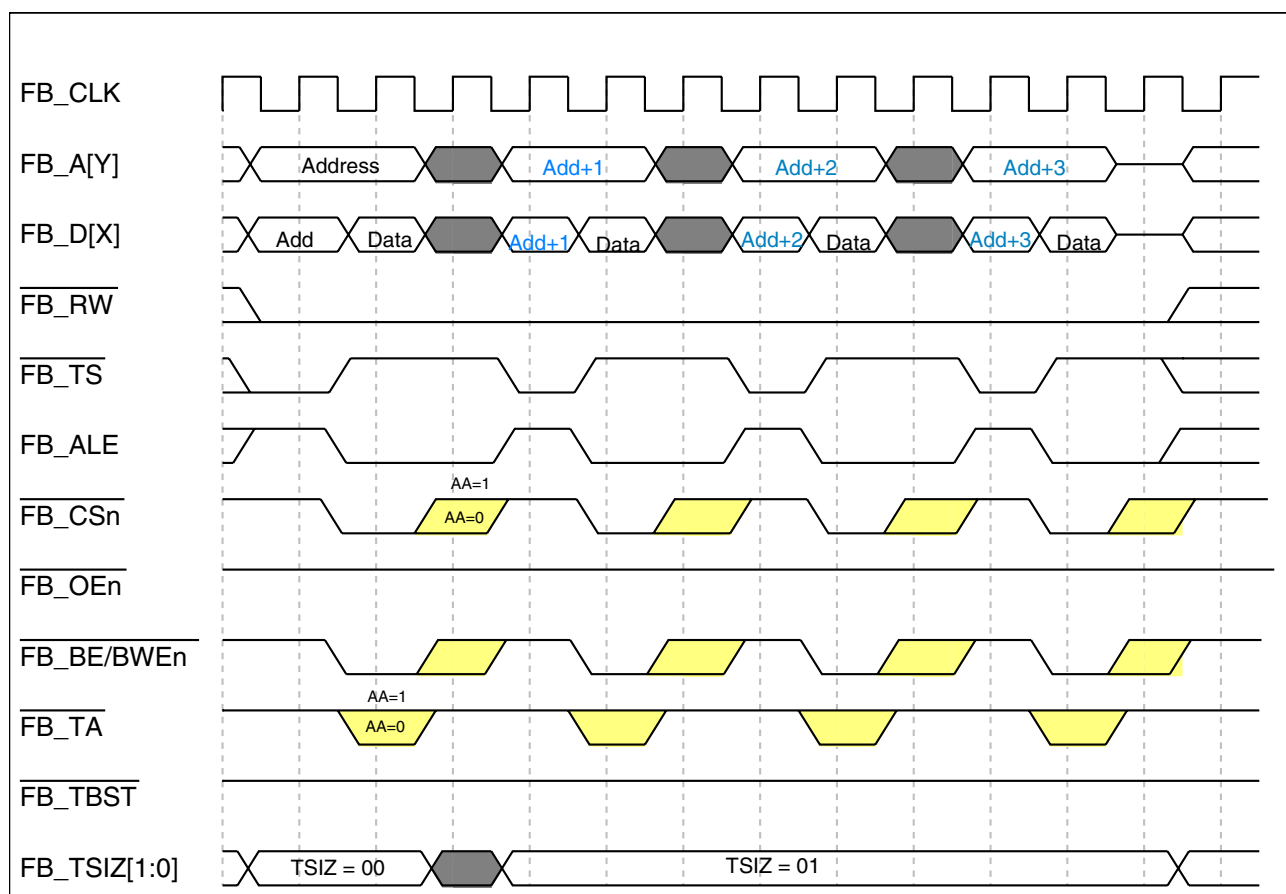 FB_CLK
FB_A[Y] Address Add+1 Add+2 Add+3
FB_D[X] Add Data Add+1 Data Add+2 Data Add+3 Data
FB_RW
FB_TS
FB_ALE
AA=1
FB_CSn AA=0
FB_OEn
FB_BE/BWEn
AA=1
FB_TA AA=0
FB_TBST
FB_TSIZ[1:0] TSIZ = 00 TSIZ = 01